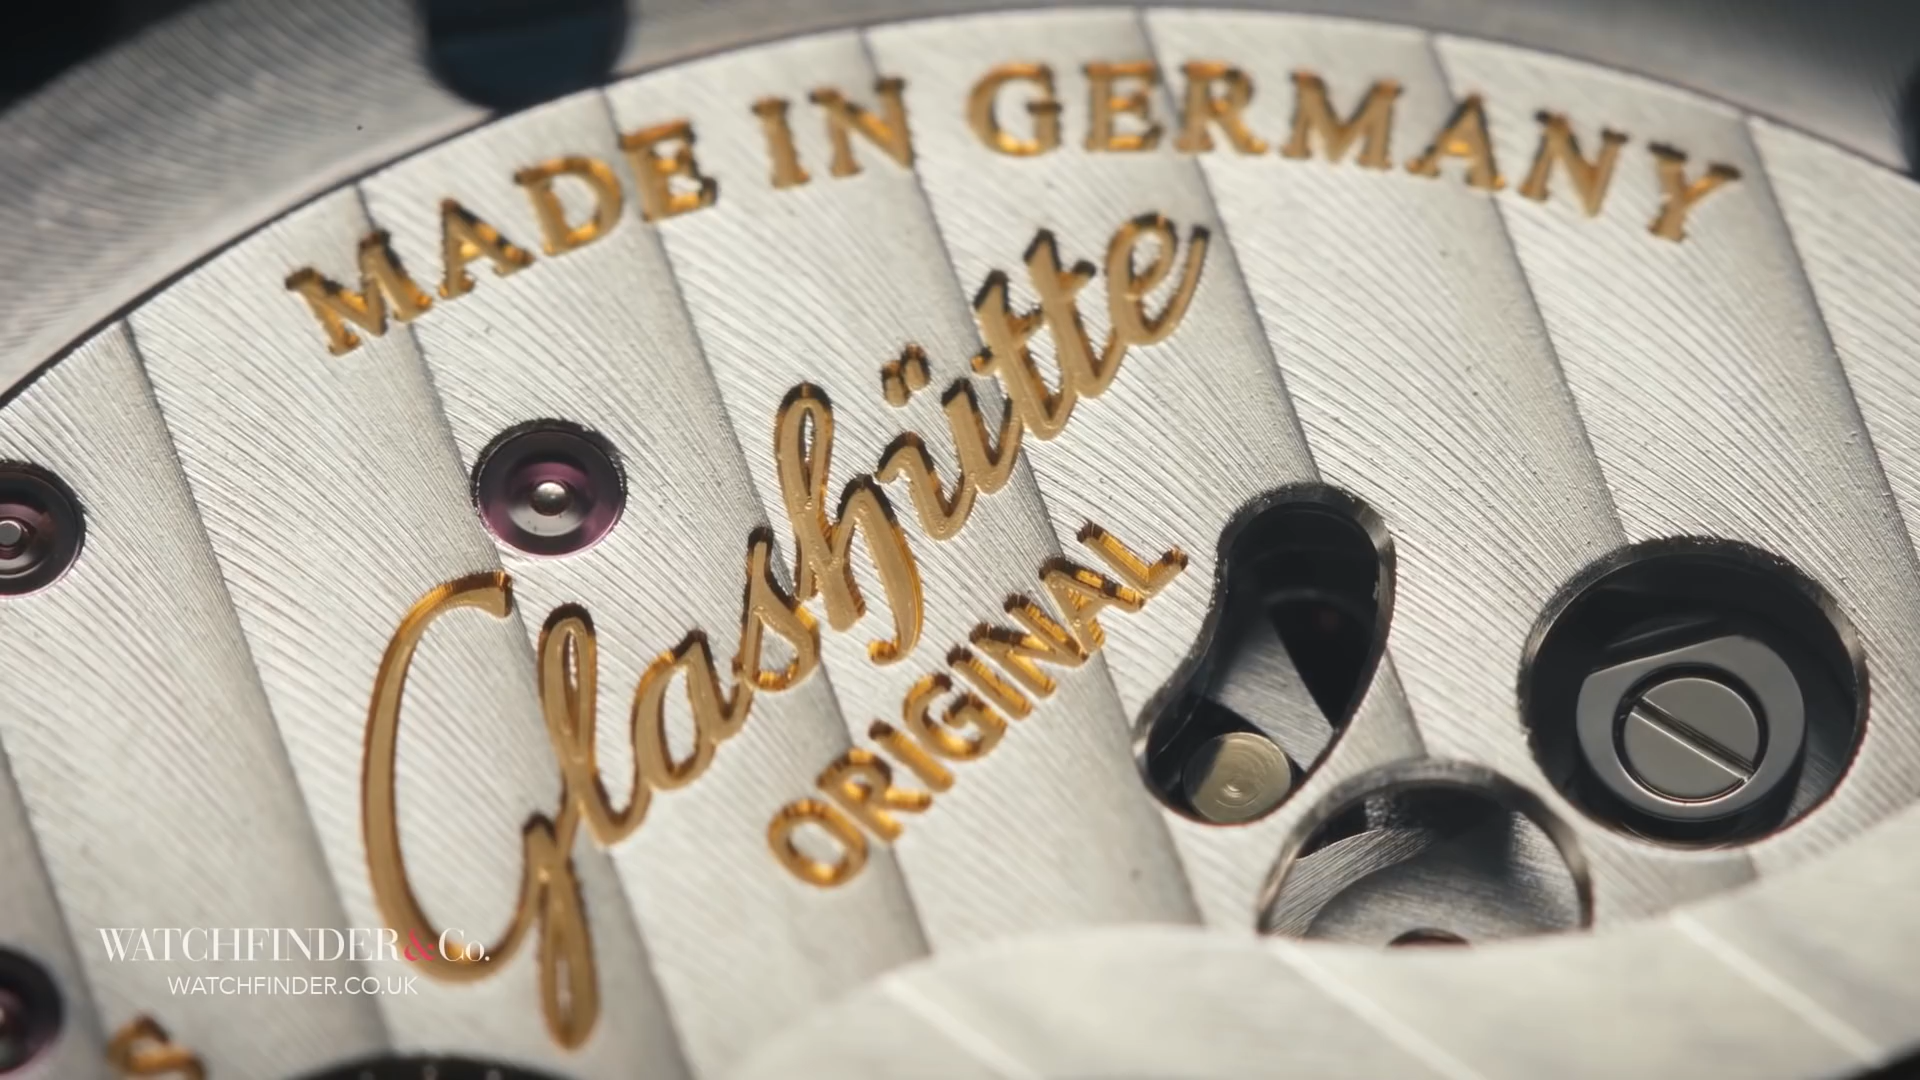 MADE IN GERMANY
Glashütte
ORIGINAL
WATCHFINDER&Co.
WATCHFINDER.CO.UK
S